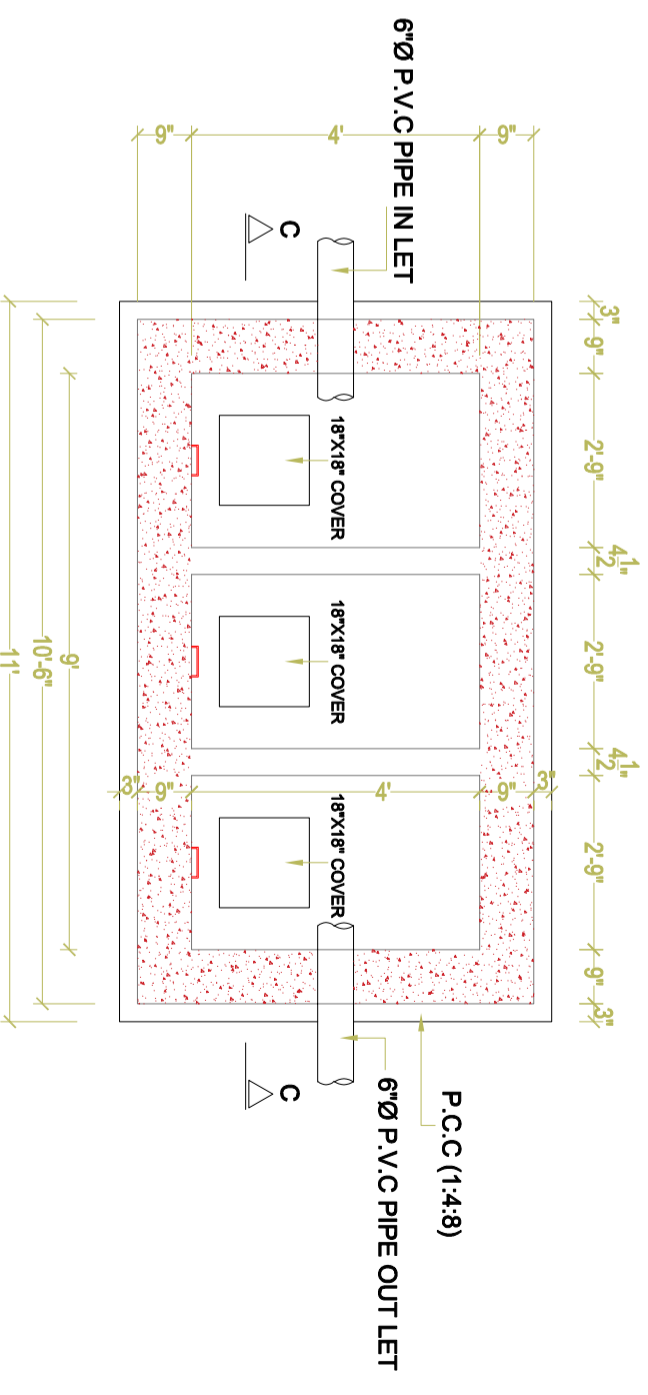 6"Ø P.V.C PIPE IN LET
C
18"X18" COVER
18"X18" COVER
18"X18" COVER
C
6"Ø P.V.C PIPE OUT LET
P.C.C (1:4:8)
9"
4'
9"
3"
9"
2'-9"
4 1/2"
2'-9"
4 1/2"
2'-9"
9"
3"
3"
9"
4'
9"
3"
9'
10'-6"
11'